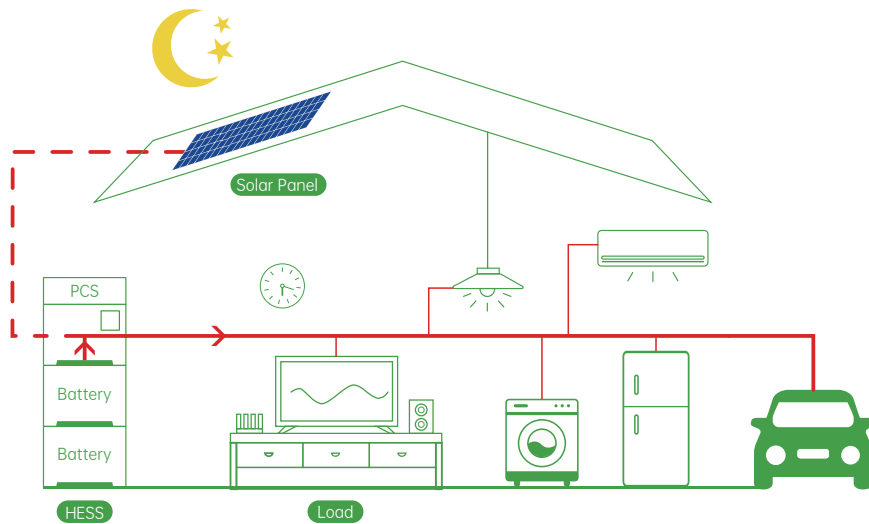 Solar Panel
PCS
Battery
Battery
HESS
Load